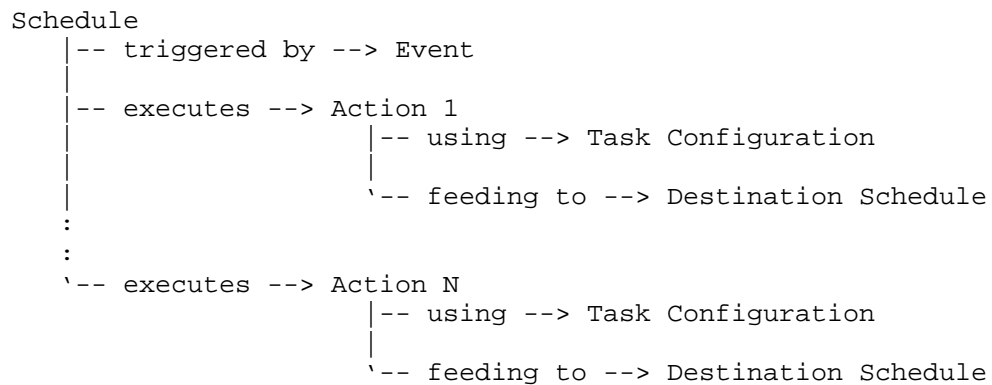 Schedule
|-- triggered by --> Event
|
|-- executes --> Action 1
| |-- using --> Task Configuration
| |
| `-- feeding to --> Destination Schedule
:
:
`-- executes --> Action N
|-- using --> Task Configuration
|
`-- feeding to --> Destination Schedule